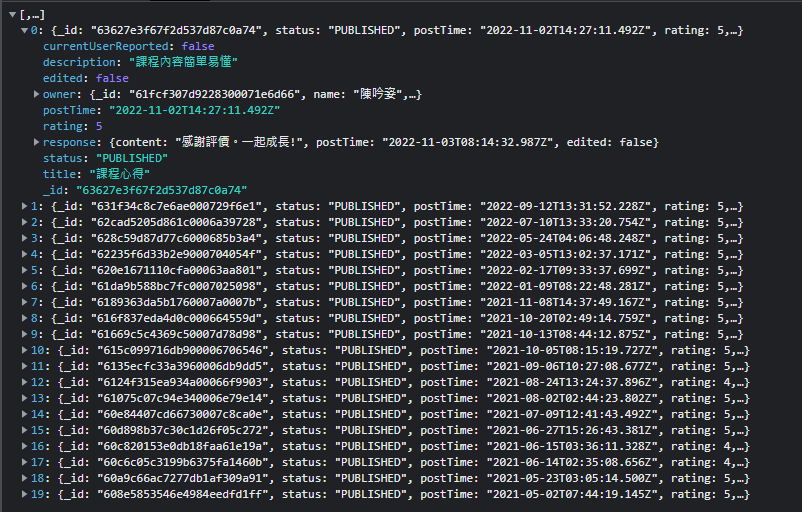 [,…]
0: {_id: "63627e3f67f2d537d87c0a74", status: "PUBLISHED", postTime: "2022-11-02T14:27:11.492Z", rating: 5,…}
currentUserReported: false
description: "課程內容簡單易懂"
edited: false
owner: {_id: "61fcf307d9228300071e6d66", name: "陳吟姿",…}
postTime: "2022-11-02T14:27:11.492Z"
rating: 5
response: {content: "感謝評價。一起成長!", postTime: "2022-11-03T08:14:32.987Z", edited: false}
status: "PUBLISHED"
title: "課程心得"
_id: "63627e3f67f2d537d87c0a74"
1: {_id: "631f34c8c7e6ae000729f6e1", status: "PUBLISHED", postTime: "2022-09-12T13:31:52.228Z", rating: 5,…}
2: {_id: "62cad5205d861c0006a39728", status: "PUBLISHED", postTime: "2022-07-10T13:33:20.754Z", rating: 5,…}
3: {_id: "628c59d87d77c6000685b3a4", status: "PUBLISHED", postTime: "2022-05-24T04:06:48.248Z", rating: 5,…}
4: {_id: "62235f6d33b2e9000704054f", status: "PUBLISHED", postTime: "2022-03-05T13:02:37.171Z", rating: 5,…}
5: {_id: "620e1671110cfa00063aa801", status: "PUBLISHED", postTime: "2022-02-17T09:33:37.699Z", rating: 5,…}
6: {_id: "61da9b588bc7fc0007025098", status: "PUBLISHED", postTime: "2022-01-09T08:22:48.281Z", rating: 5,…}
7: {_id: "6189363da5b1760007a0007b", status: "PUBLISHED", postTime: "2021-11-08T14:37:49.167Z", rating: 5,…}
8: {_id: "616f837eda4d0c000664559d", status: "PUBLISHED", postTime: "2021-10-20T02:49:14.759Z", rating: 5,…}
9: {_id: "61669c5c4369c50007d78d98", status: "PUBLISHED", postTime: "2021-10-13T08:44:12.875Z", rating: 5,…}
10: {_id: "615c099716db900006706546", status: "PUBLISHED", postTime: "2021-10-05T08:15:19.727Z", rating: 5,…}
11: {_id: "6135ecfc33a3960006db9dd5", status: "PUBLISHED", postTime: "2021-09-06T10:27:08.677Z", rating: 5,…}
12: {_id: "6124f315ea934a00066f9903", status: "PUBLISHED", postTime: "2021-08-24T13:24:37.896Z", rating: 4,…}
13: {_id: "61075c07c94e340006e79e14", status: "PUBLISHED", postTime: "2021-08-02T02:44:23.802Z", rating: 5,…}
14: {_id: "60e84407cd66730007c8ca0e", status: "PUBLISHED", postTime: "2021-07-09T12:41:43.492Z", rating: 5,…}
15: {_id: "60d898b37c30c1d26f05c272", status: "PUBLISHED", postTime: "2021-06-27T15:26:43.381Z", rating: 5,…}
16: {_id: "60c820153e0db18faa61e19a", status: "PUBLISHED", postTime: "2021-06-15T03:36:11.328Z", rating: 4,…}
17: {_id: "60c6c05c3199b6375fa1460b", status: "PUBLISHED", postTime: "2021-06-14T02:35:08.656Z", rating: 4,…}
18: {_id: "60a9c66ac7277db1af309a91", status: "PUBLISHED", postTime: "2021-05-23T03:05:14.500Z", rating: 5,…}
19: {_id: "608e5853546e4984eedfd1ff", status: "PUBLISHED", postTime: "2021-05-02T07:44:19.145Z", rating: 5,…}